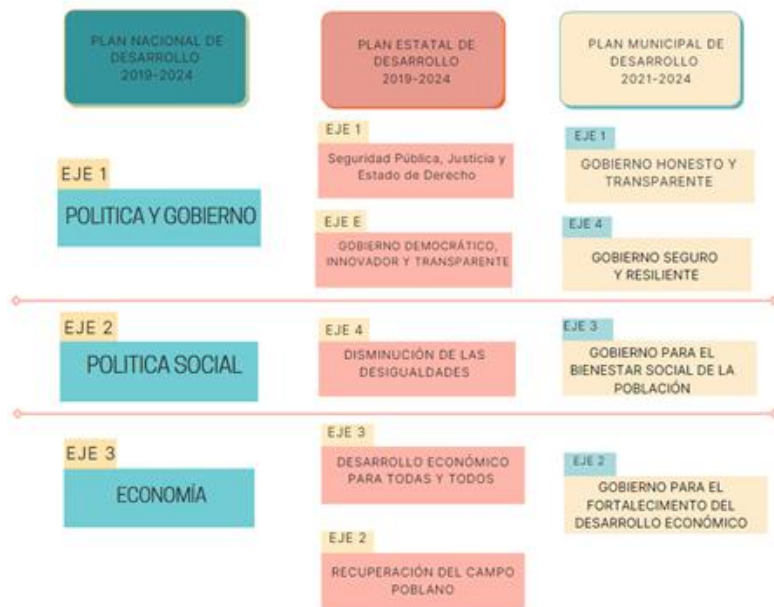 PLAN NACIONAL DE
DESARROLLO
2019-2024
PLAN ESTATAL DE
DESARROLLO
2019-2024
PLAN MUNICIPAL DE
DESARROLLO
2021-2024
EJE 1
POLITICA Y GOBIERNO
EJE 1
Seguridad Pública, Justicia y
Estado de Derecho
EJE E
GOBIERNO DEMOCRÁTICO,
INNOVADOR Y TRANSPARENTE
EJE 1
GOBIERNO HONESTO Y
TRANSPARENTE
EJE 4
GOBIERNO SEGURO
Y RESILIENTE
EJE 2
POLITICA SOCIAL
EJE 4
DISMINUCIÓN DE LAS
DESIGUALDADES
EJE 3
GOBIERNO PARA EL
BIENESTAR SOCIAL DE LA
POBLACIÓN
EJE 3
ECONOMÍA
EJE 3
DESARROLLO ECONÓMICO
PARA TODAS Y TODOS
EJE 2
RECUPERACIÓN DEL CAMPO
POBLANO
EJE 2
GOBIERNO PARA EL
FORTALECIMENTO DEL
DESARROLLO ECONÓMICO